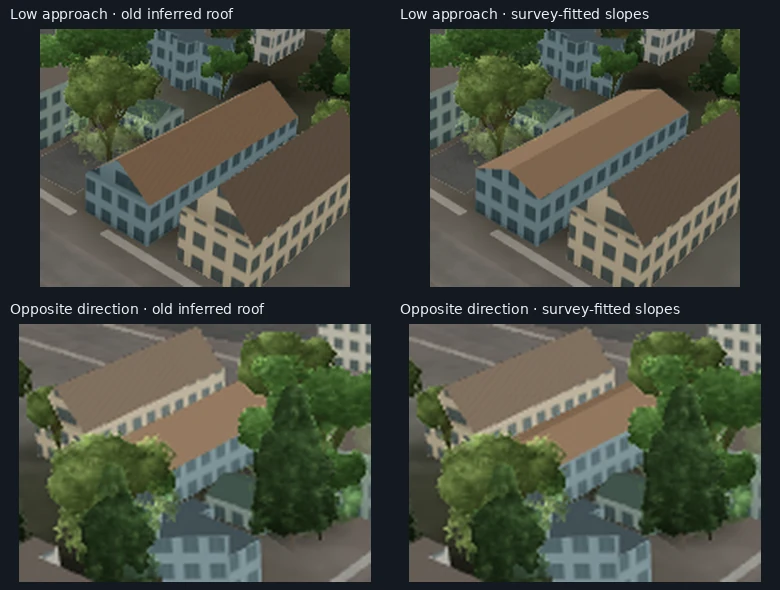 Low approach · old inferred roof
Low approach · survey-fitted slopes
Opposite direction · old inferred roof
Opposite direction · survey-fitted slopes